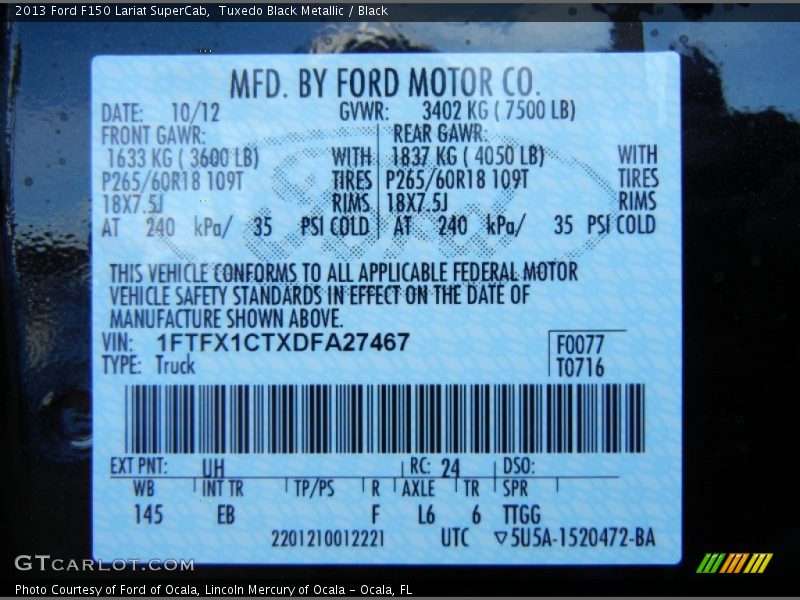 2013 Ford F150 Lariat SuperCab, Tuxedo Black Metallic / Black
MFD. BY FORD MOTOR CO.
DATE: 10/12 GVWR: 3402 KG ( 7500 LB)
FRONT GAWR: REAR GAWR:
1633 KG ( 3600 LB) WITH 1837 KG ( 4050 LB) WITH
P265/60R18 109T TIRES P265/60R18 109T TIRES
18X7.5J RIMS 18X7.5J RIMS
AT 240 kPa/ 35 PSI COLD AT 240 kPa/ 35 PSI COLD
THIS VEHICLE CONFORMS TO ALL APPLICABLE FEDERAL MOTOR
VEHICLE SAFETY STANDARDS IN EFFECT ON THE DATE OF
MANUFACTURE SHOWN ABOVE.
VIN: 1FTFX1CTXDFA27467 F0077
TYPE: Truck T0716
EXT PNT: UH RC: 24 DSO:
WB INT TR TP/PS R AXLE TR SPR
145 EB F L6 6 TTGG
2201210012221 UTC ▽5U5A-1520472-BA
GTCARLOT.COM
Photo Courtesy of Ford of Ocala, Lincoln Mercury of Ocala - Ocala, FL